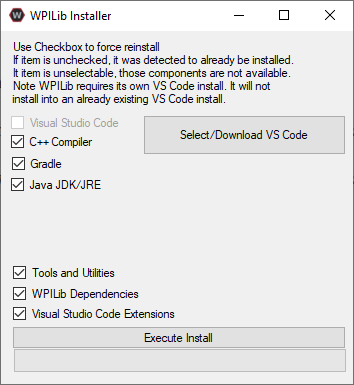 WPILib Installer
Use Checkbox to force reinstall
If item is unchecked, it was detected to already be installed.
It item is unselectable, those components are not available.
Note WPILib requires its own VS Code install. It will not
install into an already existing VS Code install.
Visual Studio Code
Select/Download VS Code
C++ Compiler
Gradle
Java JDK/JRE
Tools and Utilities
WPILib Dependencies
Visual Studio Code Extensions
Execute Install